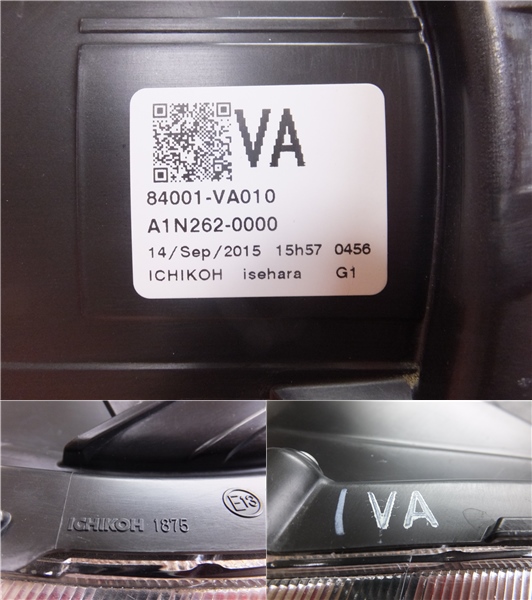 VA
84001-VA010
A1N262-0000
14/Sep/2015 15h57 0456
ICHIKOH isehara G1
ICHIKOH 1875
E13
VA